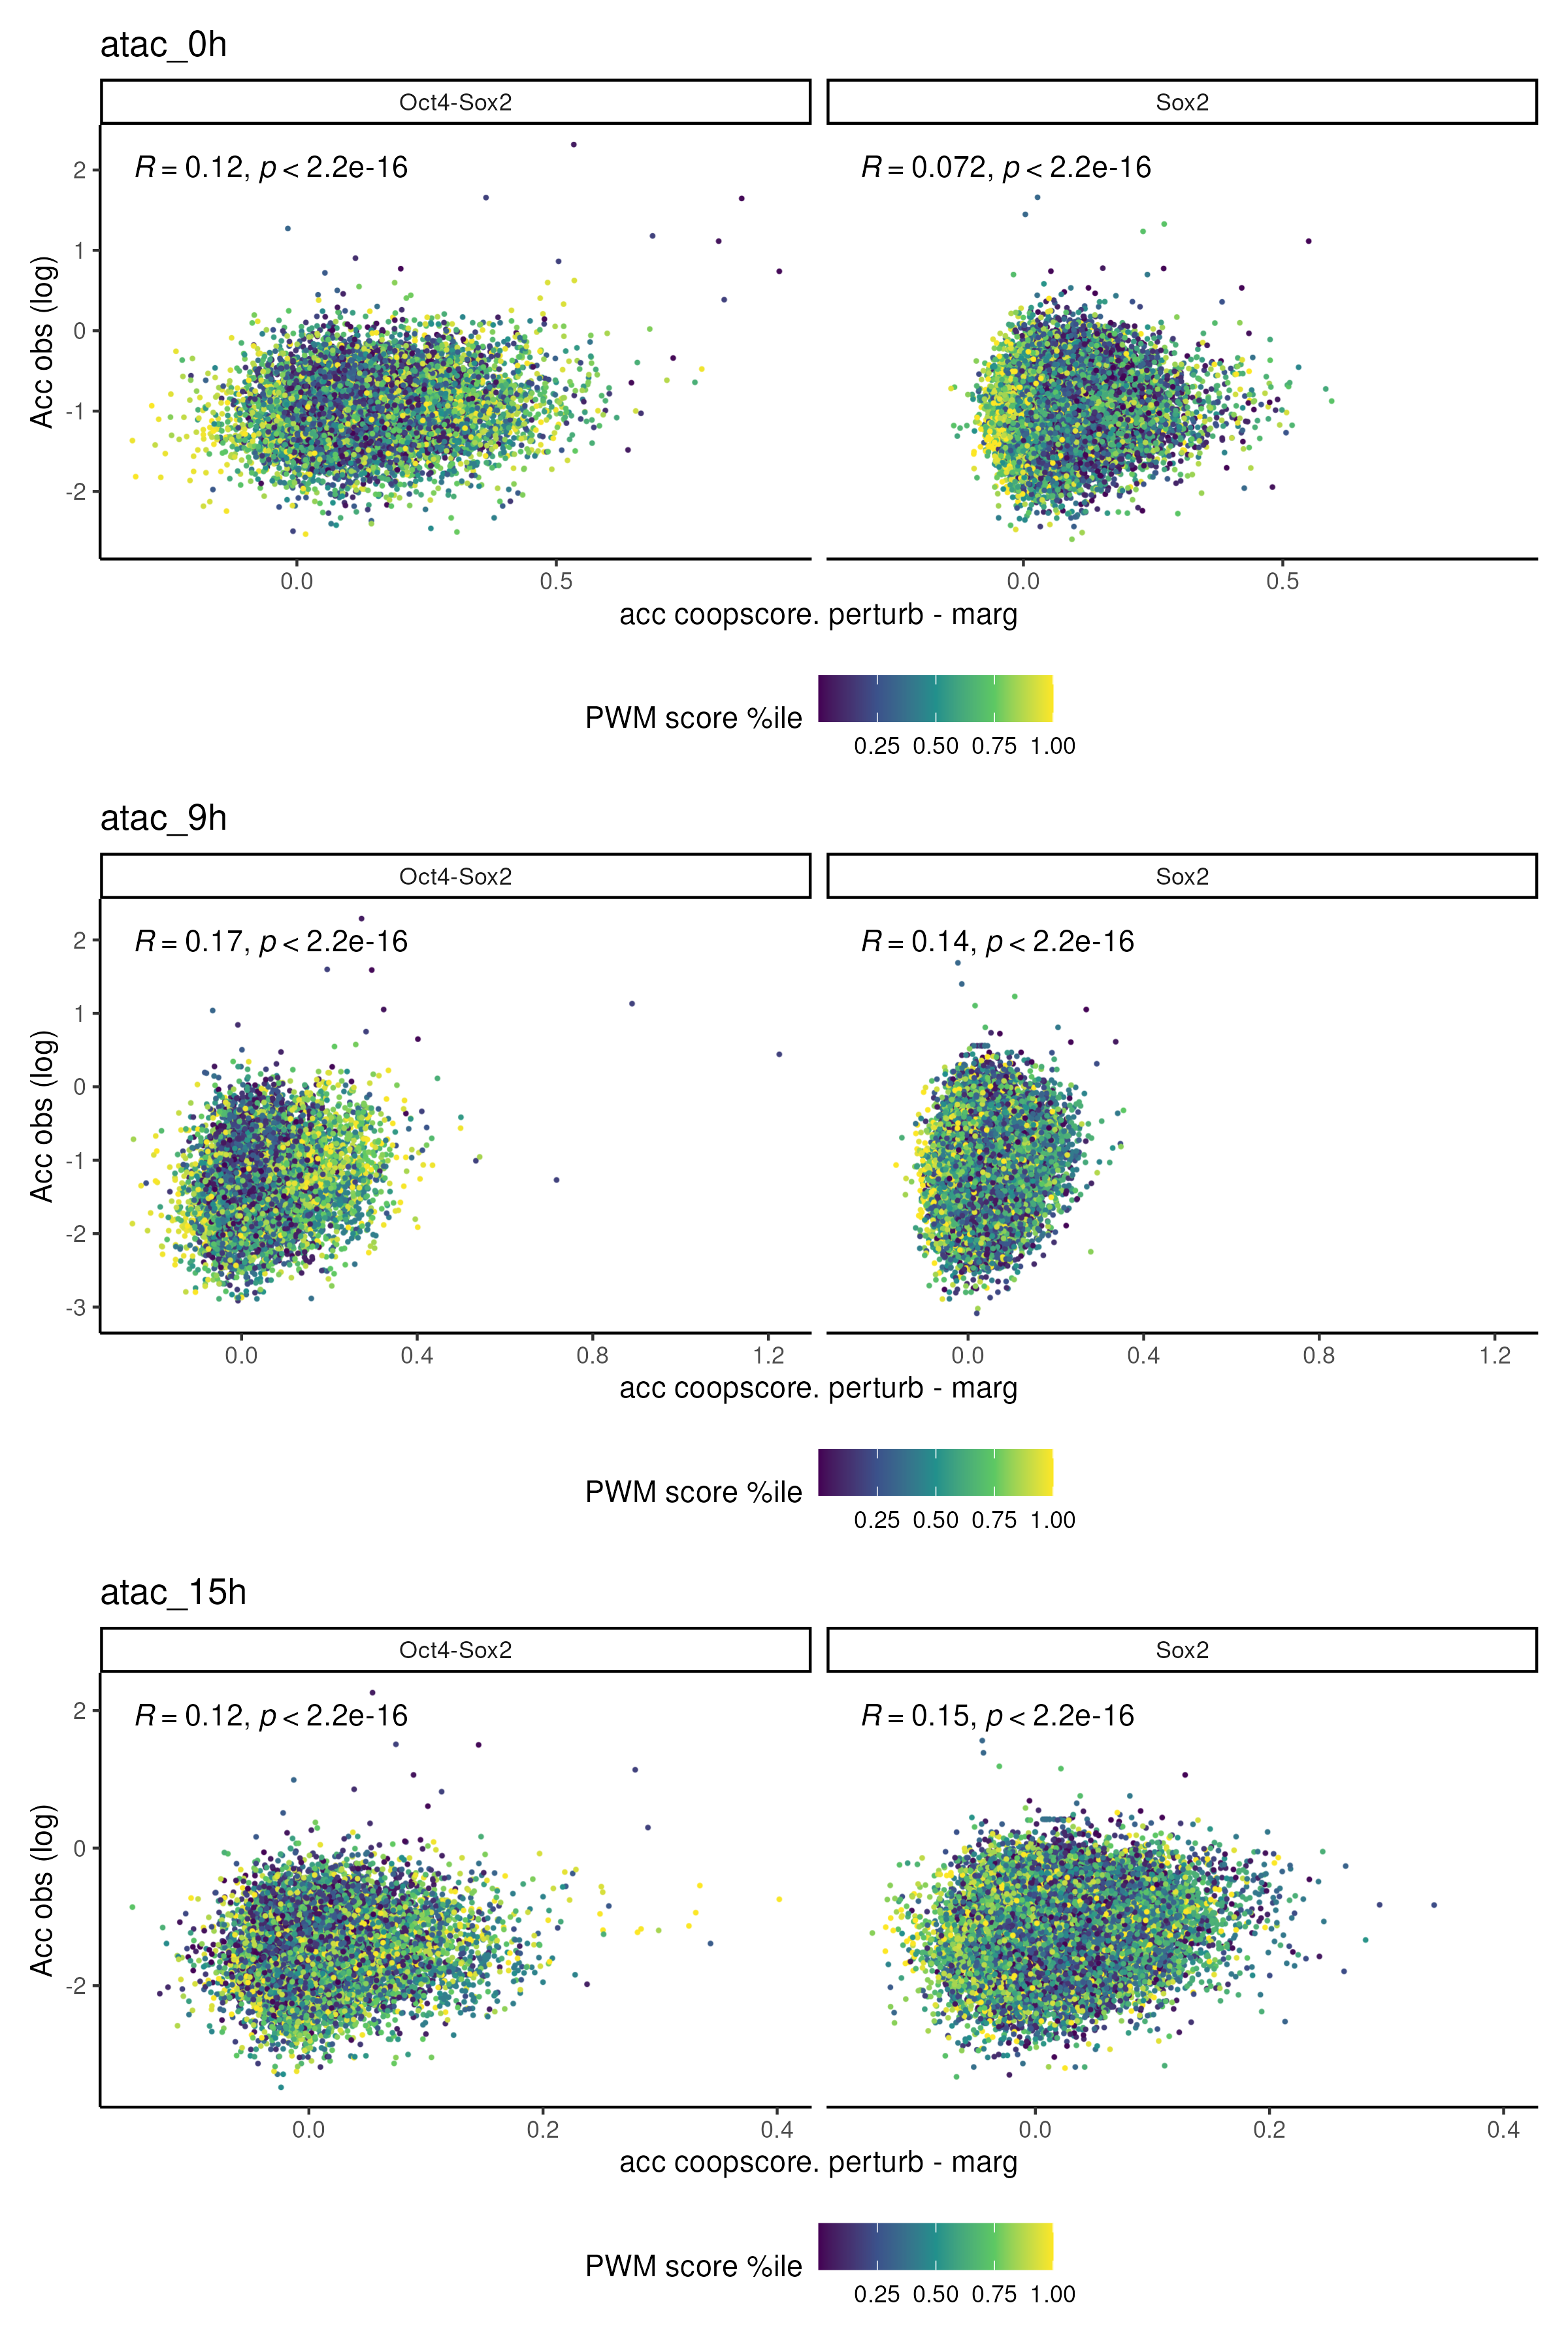 atac_0h
Oct4-Sox2 Sox2
R = 0.12, p < 2.2e-16 R = 0.072, p < 2.2e-16
2
1
0
-1
-2
Acc obs (log)
0.0 0.5 0.0 0.5
acc coopscore. perturb - marg
PWM score %ile
0.25 0.50 0.75 1.00
atac_9h
Oct4-Sox2 Sox2
R = 0.17, p < 2.2e-16 R = 0.14, p < 2.2e-16
2
1
0
-1
-2
-3
Acc obs (log)
0.0 0.4 0.8 1.2 0.0 0.4 0.8 1.2
acc coopscore. perturb - marg
PWM score %ile
0.25 0.50 0.75 1.00
atac_15h
Oct4-Sox2 Sox2
R = 0.12, p < 2.2e-16 R = 0.15, p < 2.2e-16
2
0
-2
Acc obs (log)
0.0 0.2 0.4 0.0 0.2 0.4
acc coopscore. perturb - marg
PWM score %ile
0.25 0.50 0.75 1.00